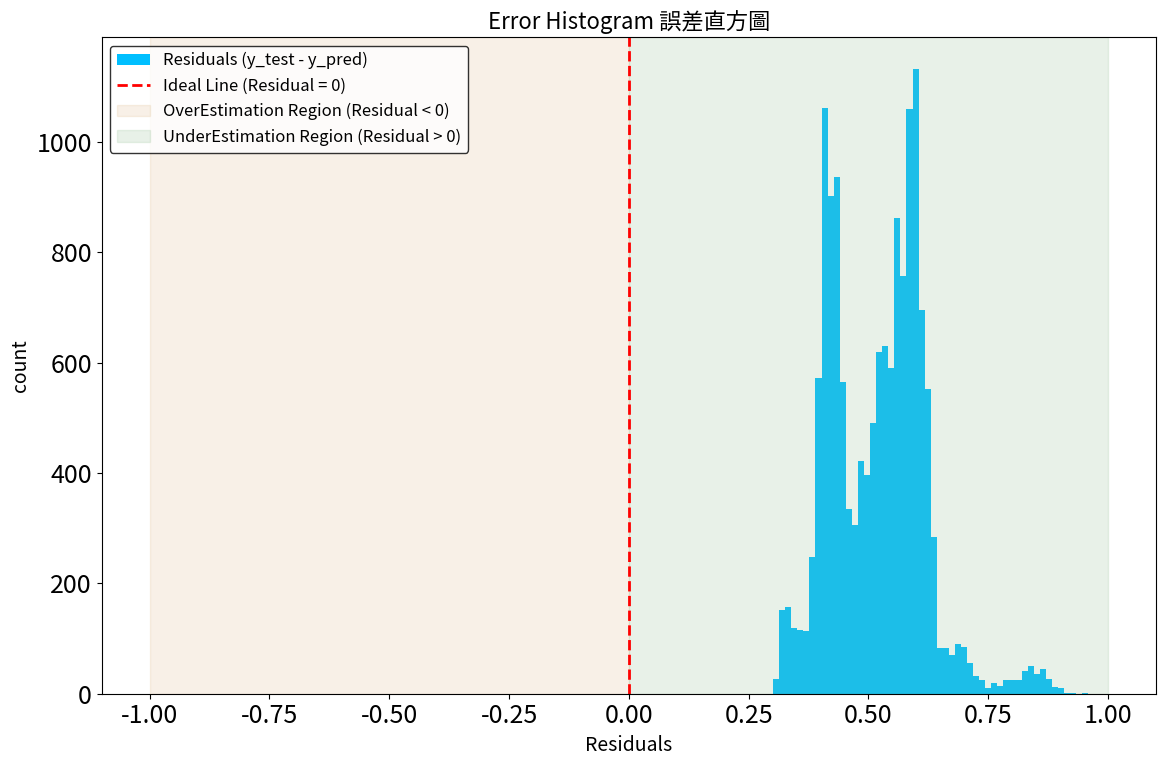 Error Histogram 誤差直方圖
Residuals (y_test - y_pred)
Ideal Line (Residual = 0)
OverEstimation Region (Residual < 0)
UnderEstimation Region (Residual > 0)
1000
800
600
400
200
0
count
-1.00 -0.75 -0.50 -0.25 0.00 0.25 0.50 0.75 1.00
Residuals